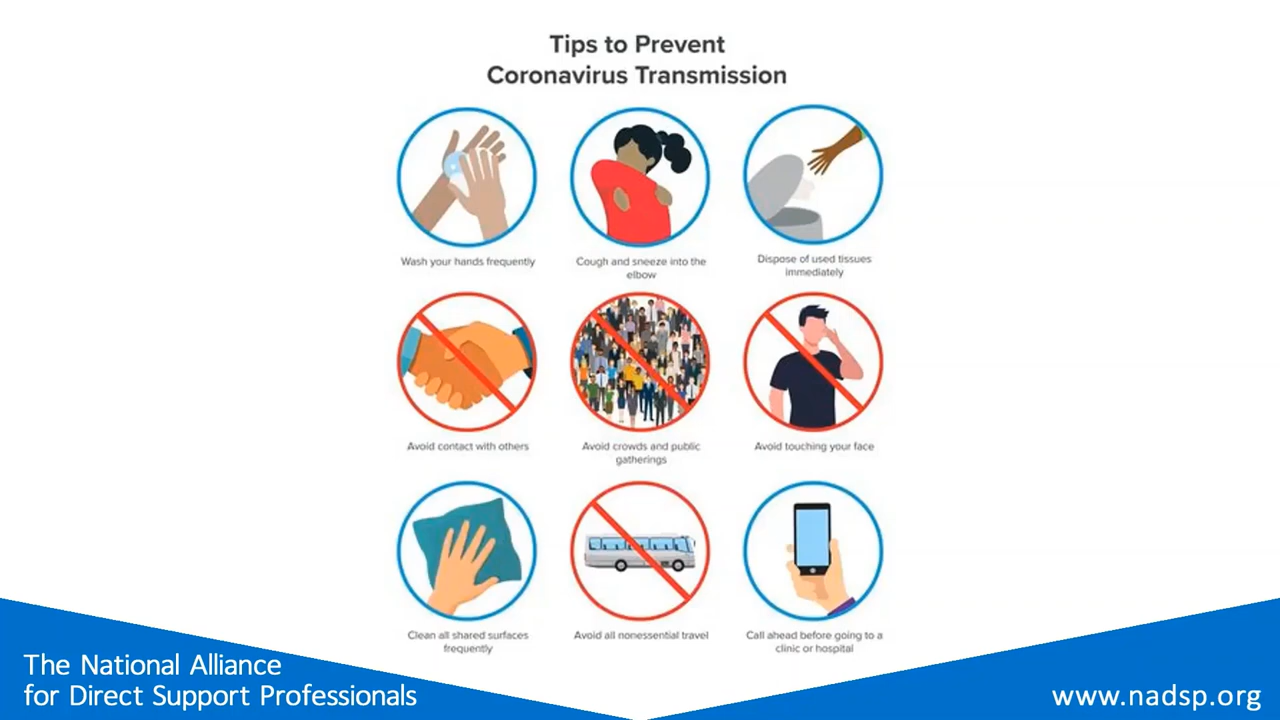 Tips to Prevent
Coronavirus Transmission
Wash your hands frequently
Cough and sneeze into the
elbow
Dispose of used tissues
immediately
Avoid contact with others
Avoid crowds and public
gatherings
Avoid touching your face
Clean all shared surfaces
frequently
Avoid all nonessential travel
Call ahead before going to a
clinic or hospital
The National Alliance
for Direct Support Professionals
www.nadsp.org